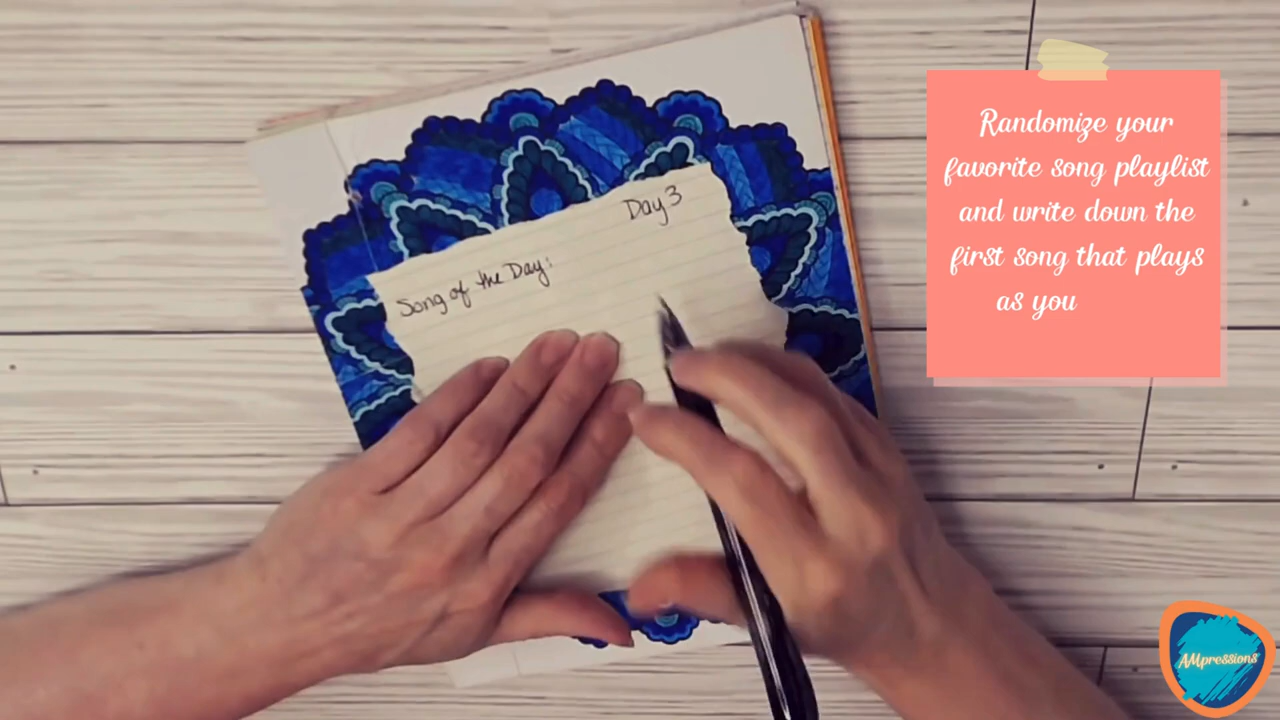 Day 3
Song of the Day:
Randomize your
favorite song playlist
and write down the
first song that plays
as you
AMpressions